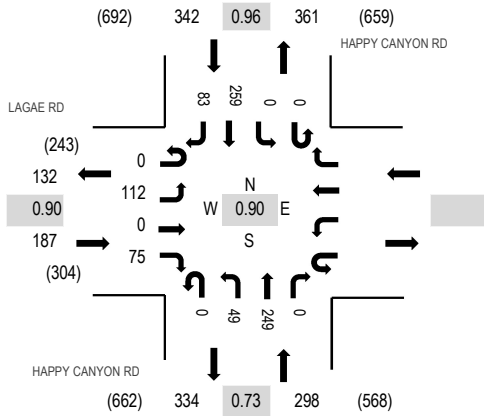 (692) 342 0.96 361 (659)
HAPPY CANYON RD
83 259 0 0
LAGAE RD
(243)
132
0.90
187
(304)
0
112
0
75
N
W 0.90 E
S
0 49 249 0
HAPPY CANYON RD
(662) 334 0.73 298 (568)